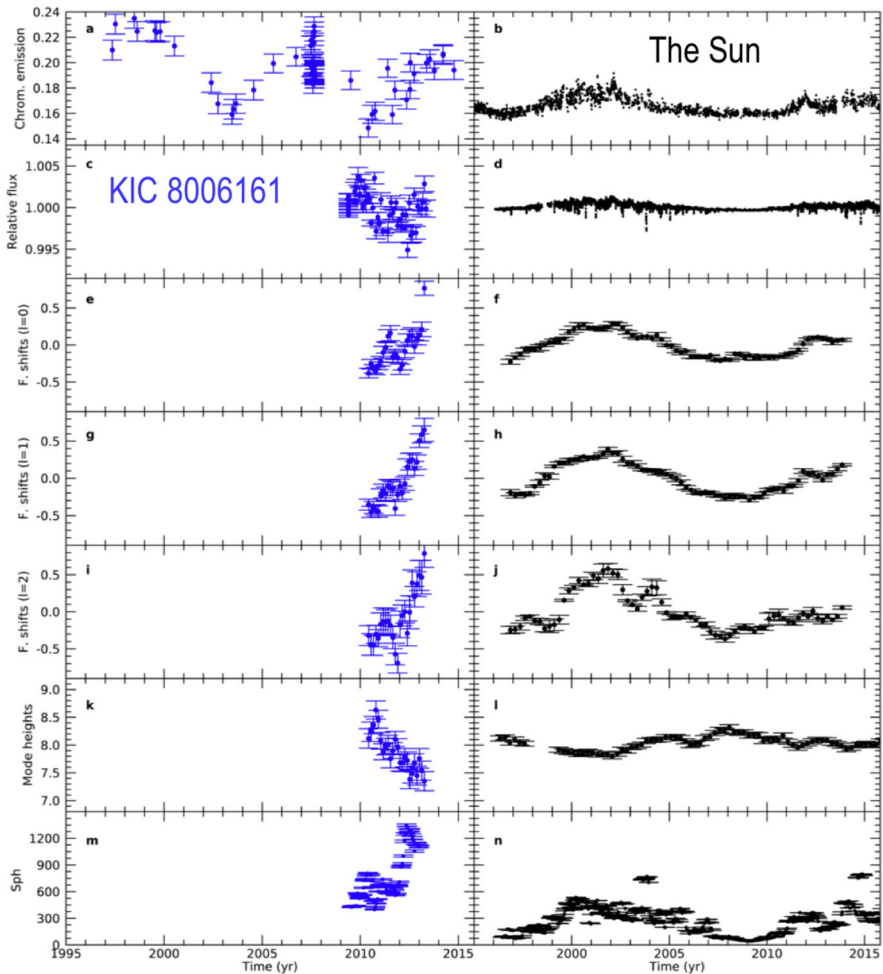 a
b
The Sun
Chrom. emission
0.24
0.22
0.20
0.18
0.16
0.14
c
d
KIC 8006161
Relative flux
1.005
1.000
0.995
e
f
F. shifts (l=0)
0.5
0.0
-0.5
g
h
F. shifts (l=1)
0.5
0.0
-0.5
i
j
F. shifts (l=2)
0.5
0.0
-0.5
k
l
Mode heights
9.0
8.5
8.0
7.5
7.0
m
n
Sph
1200
900
600
300
0
1995 2000 2005 2010 2015 2000 2005 2010 2015
Time (yr) Time (yr)